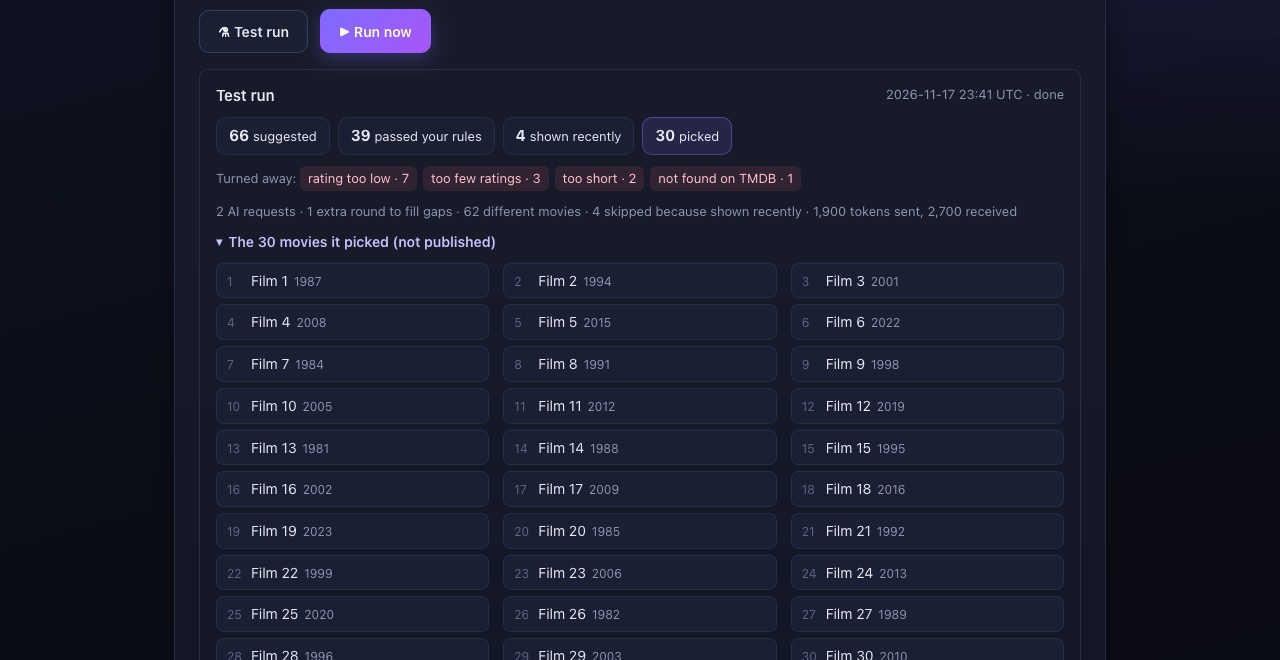 ⚗ Test run
▶ Run now
Test run
2026-11-17 23:41 UTC · done
66 suggested
39 passed your rules
4 shown recently
30 picked
Turned away: rating too low · 7 too few ratings · 3 too short · 2 not found on TMDB · 1
2 AI requests · 1 extra round to fill gaps · 62 different movies · 4 skipped because shown recently · 1,900 tokens sent, 2,700 received
▾ The 30 movies it picked (not published)
1 Film 1 1987
2 Film 2 1994
3 Film 3 2001
4 Film 4 2008
5 Film 5 2015
6 Film 6 2022
7 Film 7 1984
8 Film 8 1991
9 Film 9 1998
10 Film 10 2005
11 Film 11 2012
12 Film 12 2019
13 Film 13 1981
14 Film 14 1988
15 Film 15 1995
16 Film 16 2002
17 Film 17 2009
18 Film 18 2016
19 Film 19 2023
20 Film 20 1985
21 Film 21 1992
22 Film 22 1999
23 Film 23 2006
24 Film 24 2013
25 Film 25 2020
26 Film 26 1982
27 Film 27 1989
28 Film 28 1996
29 Film 29 2003
30 Film 30 2010